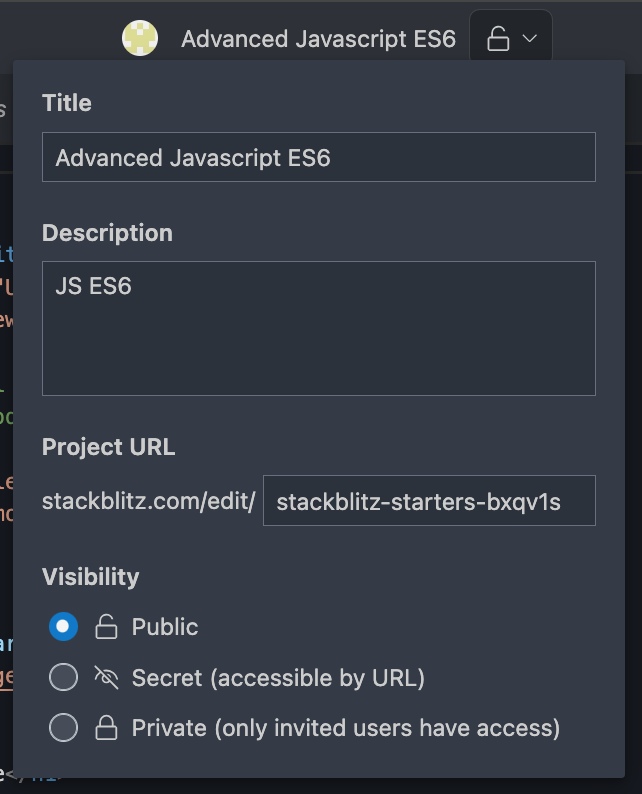 Advanced Javascript ES6
Title
Advanced Javascript ES6
Description
JS ES6
Project URL
stackblitz.com/edit/ stackblitz-starters-bxqv1s
Visibility
Public
Secret (accessible by URL)
Private (only invited users have access)